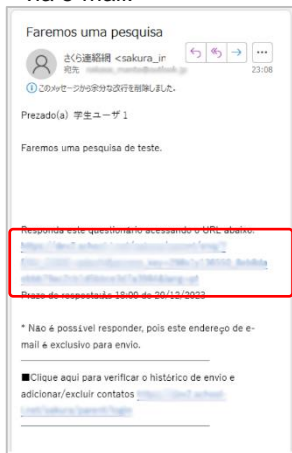 via e-mail.
Faremos uma pesquisa
さくら連絡網 <sakura_ir
宛先
23:08
このメッセージから余分な改行を削除しました。
Prezado(a) 学生ユーザ 1
Faremos uma pesquisa de teste.
Responda este questionário acessando o URL abaixo.
Prazo de resposta:às 18:00 de 20/12/2023
* Não é possível responder, pois este endereço de e-
mail é exclusivo para envio.
■Clique aqui para verificar o histórico de envio e
adicionar/excluir contatos